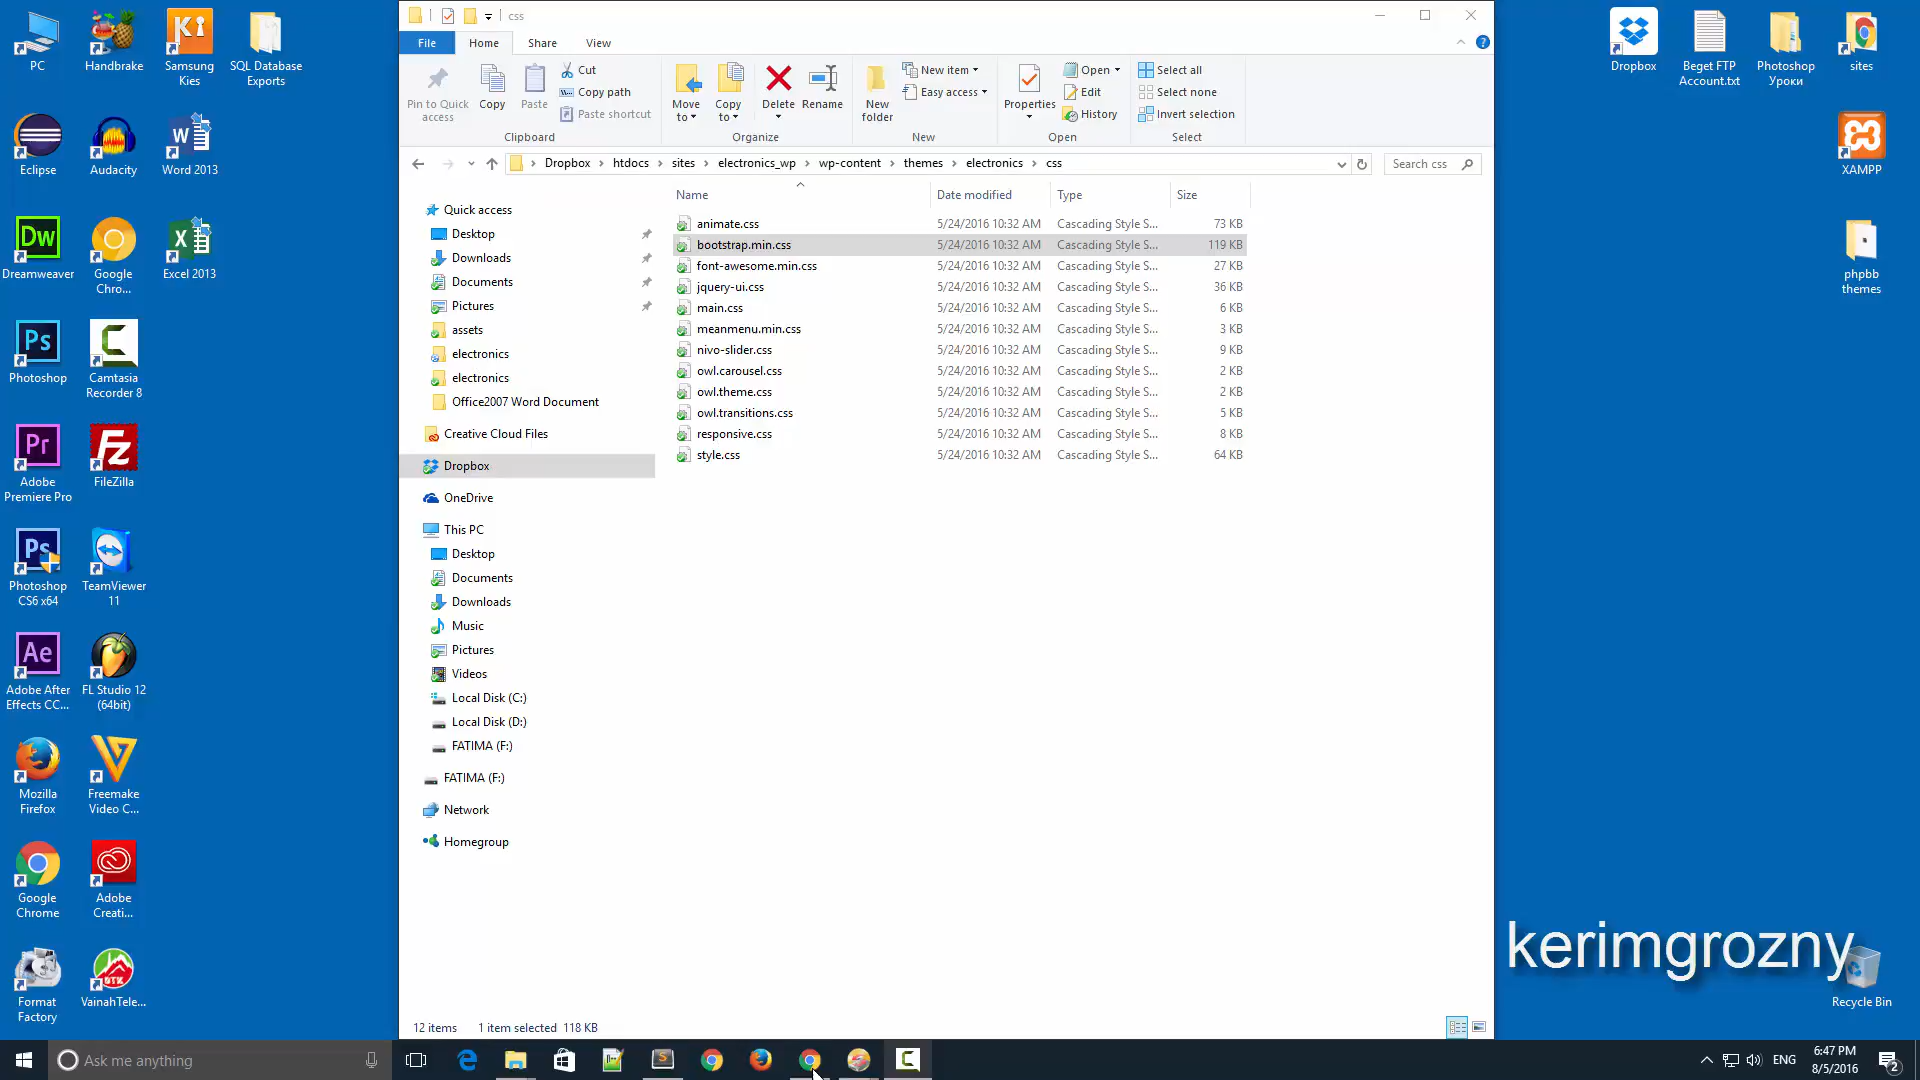 css
File
Home
Share
View
Pin to Quick access
Copy
Paste
Cut
Copy path
Paste shortcut
Clipboard
Move to
Copy to
Delete
Rename
Organize
New folder
New item
Easy access
New
Properties
Open
Edit
History
Open
Select all
Select none
Invert selection
Select
Dropbox
htdocs
sites
electronics_wp
wp-content
themes
electronics
css
Search css
Name
Date modified
Type
Size
animate.css 5/24/2016 10:32 AM Cascading Style S... 73 KB
bootstrap.min.css 5/24/2016 10:32 AM Cascading Style S... 119 KB
font-awesome.min.css 5/24/2016 10:32 AM Cascading Style S... 27 KB
jquery-ui.css 5/24/2016 10:32 AM Cascading Style S... 36 KB
main.css 5/24/2016 10:32 AM Cascading Style S... 6 KB
meanmenu.min.css 5/24/2016 10:32 AM Cascading Style S... 3 KB
nivo-slider.css 5/24/2016 10:32 AM Cascading Style S... 9 KB
owl.carousel.css 5/24/2016 10:32 AM Cascading Style S... 2 KB
owl.theme.css 5/24/2016 10:32 AM Cascading Style S... 2 KB
owl.transitions.css 5/24/2016 10:32 AM Cascading Style S... 5 KB
responsive.css 5/24/2016 10:32 AM Cascading Style S... 8 KB
style.css 5/24/2016 10:32 AM Cascading Style S... 64 KB
Quick access
Desktop
Downloads
Documents
Pictures
assets
electronics
electronics
Office2007 Word Document
Creative Cloud Files
Dropbox
OneDrive
This PC
Desktop
Documents
Downloads
Music
Pictures
Videos
Local Disk (C:)
Local Disk (D:)
FATIMA (F:)
FATIMA (F:)
Network
Homegroup
12 items 1 item selected 118 KB
PC
Handbrake
Samsung
Kies
SQL Database
Exports
Eclipse
Audacity
Word 2013
Dreamweaver
Google
Chro...
Excel 2013
Photoshop
Camtasia
Recorder 8
Adobe
Premiere Pro
FileZilla
Photoshop
CS6 x64
TeamViewer
11
Adobe After
Effects CC...
FL Studio 12
(64bit)
Mozilla
Firefox
Freemake
Video C...
Google
Chrome
Adobe
Creati...
Format
Factory
VainahTele...
Dropbox
Beget FTP
Account.txt
Photoshop
Уроки
sites
XAMPP
phpbb
themes
kerimgrozny
Recycle Bin
Ask me anything
ENG
6:47 PM
8/5/2016
2